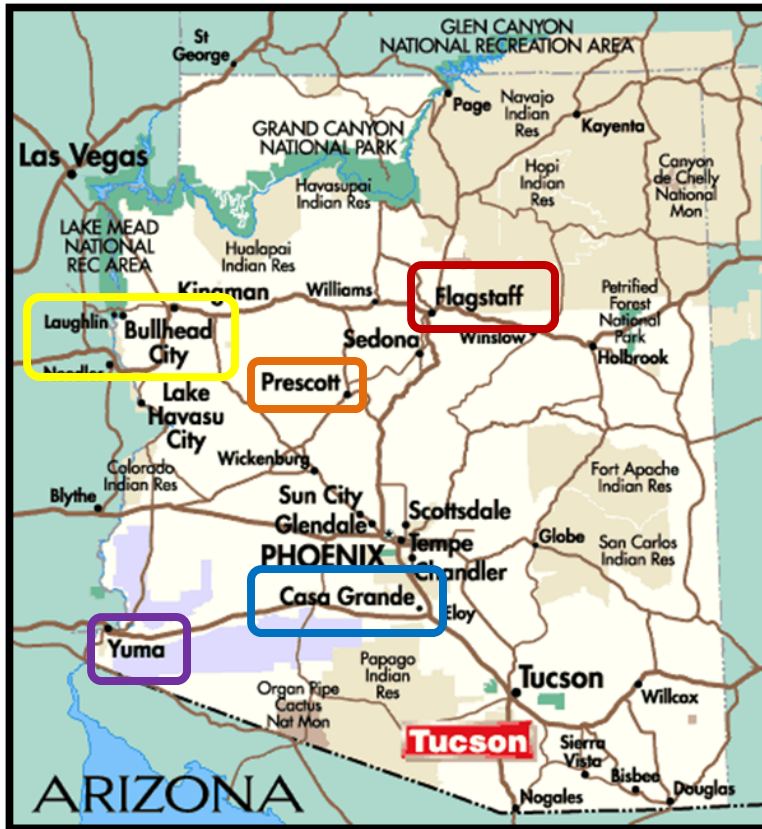 GLEN CANYON
NATIONAL RECREATION AREA
St
George
Page
Navajo
Indian
Res
Kayenta
GRAND CANYON
NATIONAL PARK
Las Vegas
Hopi
Indian
Res
Canyon
de Chelly
National
Mon
Havasupai
Indian Res
LAKE MEAD
NATIONAL
REC AREA
Hualapai
Indian Res
Kingman
Williams
Flagstaff
Petrified
Forest
National
Park
Laughlin
Bullhead
City
Sedona
Winslow
Holbrook
Needles
Prescott
Lake
Havasu
City
Wickenburg
Colorado
Indian Res
Fort Apache
Indian Res
Blythe
Sun City
Glendale
Scottsdale
PHOENIX
Tempe
Chandler
Globe
San Carlos
Indian Res
Casa Grande
Eloy
Yuma
Papago
Indian
Res
Organ Pipe
Cactus
Nat Mon
Tucson
Willcox
Tucson
Sierra
Vista
Bisbee
Douglas
Nogales
ARIZONA